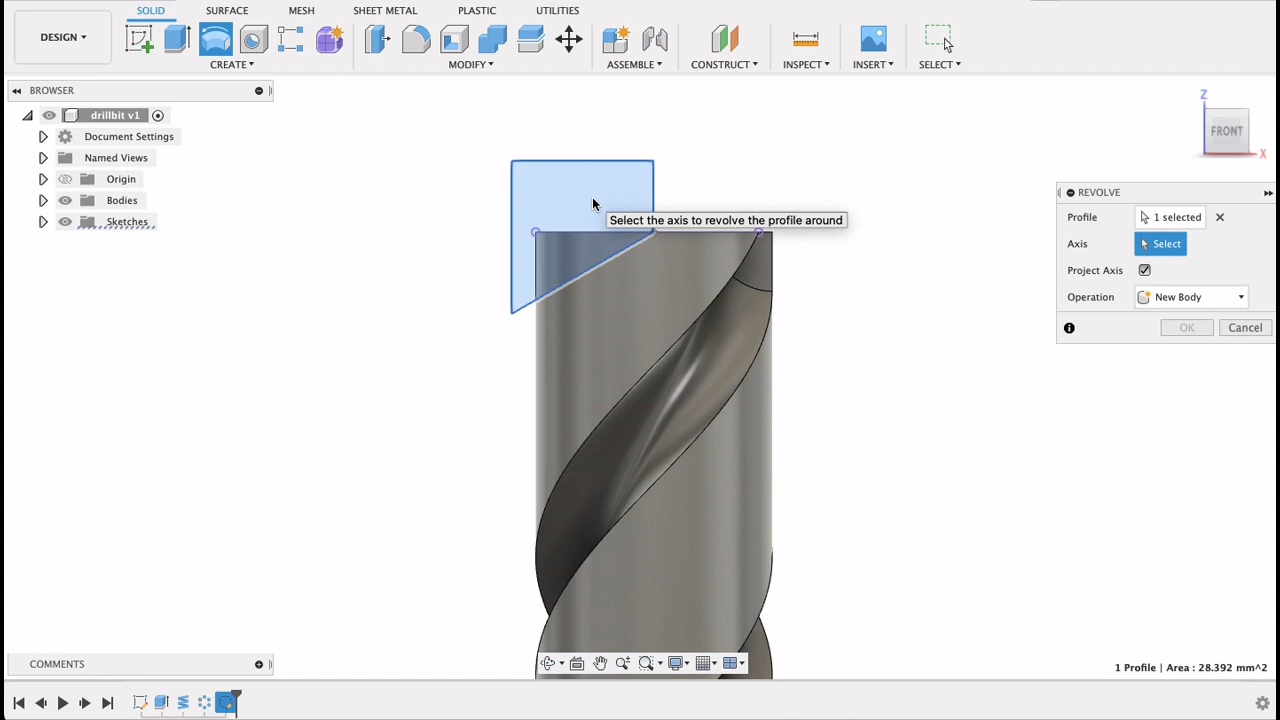 SOLID SURFACE MESH SHEET METAL PLASTIC UTILITIES
DESIGN
CREATE MODIFY ASSEMBLE CONSTRUCT INSPECT INSERT SELECT
BROWSER
drillbit v1
Document Settings
Named Views
Origin
Bodies
Sketches
Z
FRONT
X
Select the axis to revolve the profile around
REVOLVE
Profile 1 selected
Axis Select
Project Axis
Operation New Body
OK Cancel
COMMENTS
1 Profile | Area : 28.392 mm^2